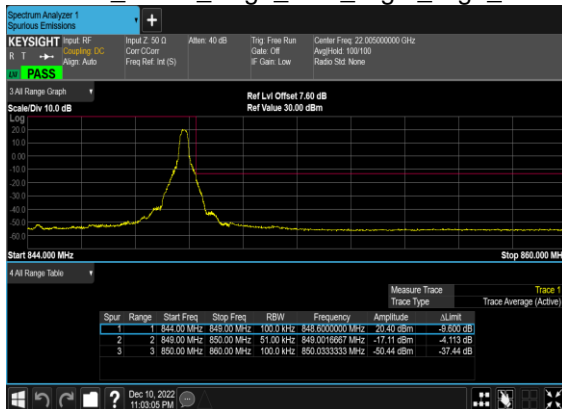 Spectrum Analyzer 1
Spurious Emissions
+
KEYSIGHT Input: RF Input Z: 50 Ω Atten: 40 dB Trig: Free Run Center Freq: 22.005000000 GHz
R T Coupling: DC Corr CCorr Gate: Off Avg|Hold: 100/100
Align: Auto Freq Ref: Int (S) IF Gain: Low Radio Std: None
PASS
3 All Range Graph
Ref Lvl Offset 7.60 dB
Scale/Div 10.0 dB Ref Value 30.00 dBm
Log
20.0
10.0
0.00
-10.0
-20.0
-30.0
-40.0
-50.0
-60.0
Start 844.000 MHz Stop 860.000 MH
4 All Range Table
Measure Trace Trace 1
Trace Type Trace Average (Active)
Spur Range Start Freq Stop Freq RBW Frequency Amplitude ΔLimit
1 1 844.00 MHz 849.00 MHz 100.0 kHz 848.6000000 MHz 20.40 dBm -9.600 dB
2 2 849.00 MHz 850.00 MHz 51.00 kHz 849.0016667 MHz -17.11 dBm -4.113 dB
3 3 850.00 MHz 860.00 MHz 100.0 kHz 850.0333333 MHz -50.44 dBm -37.44 dB
? Dec 10, 2022
11:03:05 PM